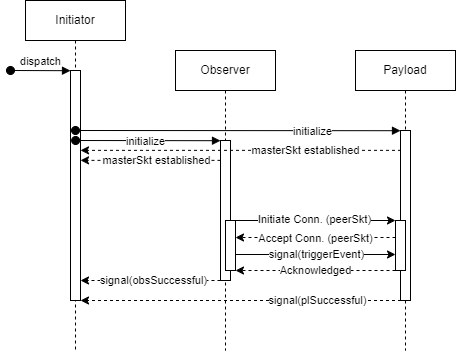 Initiator
dispatch
Observer
Payload
initialize
initialize
masterSkt established
masterSkt established
Initiate Conn. (peerSkt)
Accept Conn. (peerSkt)
signal(triggerEvent)
Acknowledged
signal(obsSuccessful)
signal(plSuccessful)